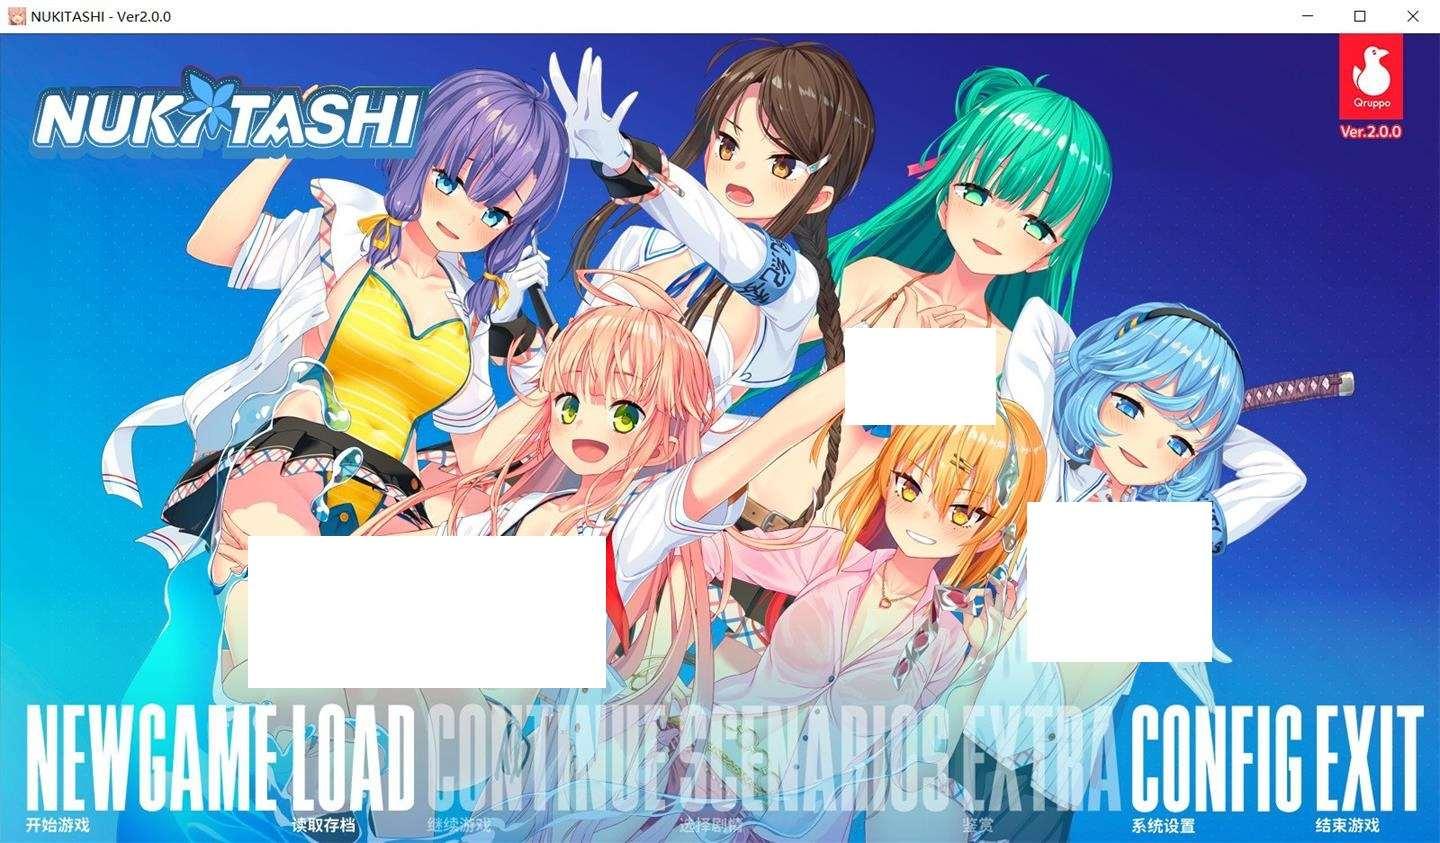 NUKITASHI - Ver2.0.0
NUKITASHI
Qruppo
Ver.2.0.0
NEWGAME LOAD CONTINUE SCENARIOS EXTRA CONFIG EXIT
开始游戏 读取存档 继续游戏 选择剧情 鉴赏 系统设置 结束游戏